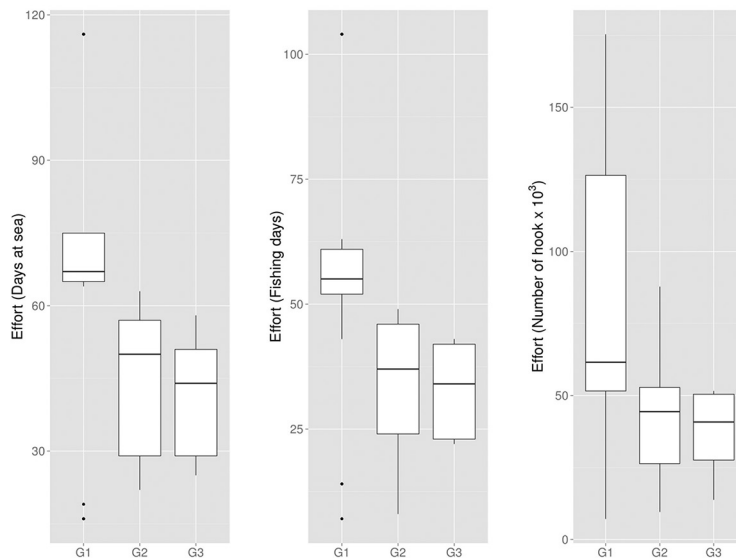 Effort (Days at sea)
120
90
60
30
G1 G2 G3
Effort (Fishing days)
100
75
50
25
G1 G2 G3
Effort (Number of hook x 10³)
150
100
50
0
G1 G2 G3